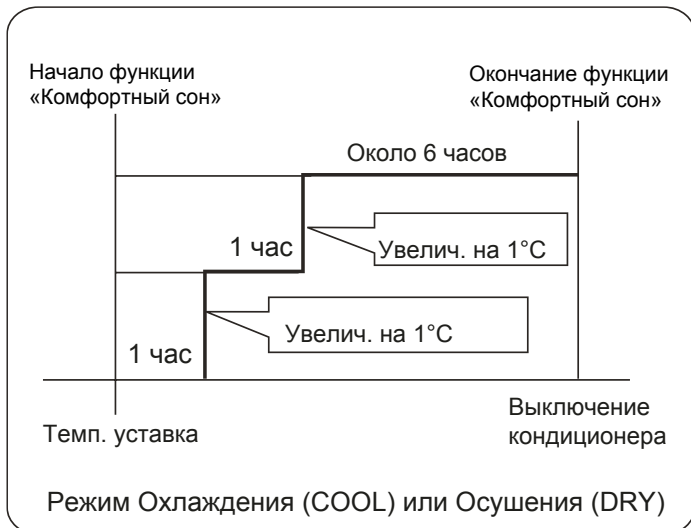 Начало функции
«Комфортный сон»
Окончание функции
«Комфортный сон»
Около 6 часов
1 час
Увелич. на 1°C
1 час
Увелич. на 1°C
Темп. уставка
Выключение
кондиционера
Режим Охлаждения (COOL) или Осушения (DRY)